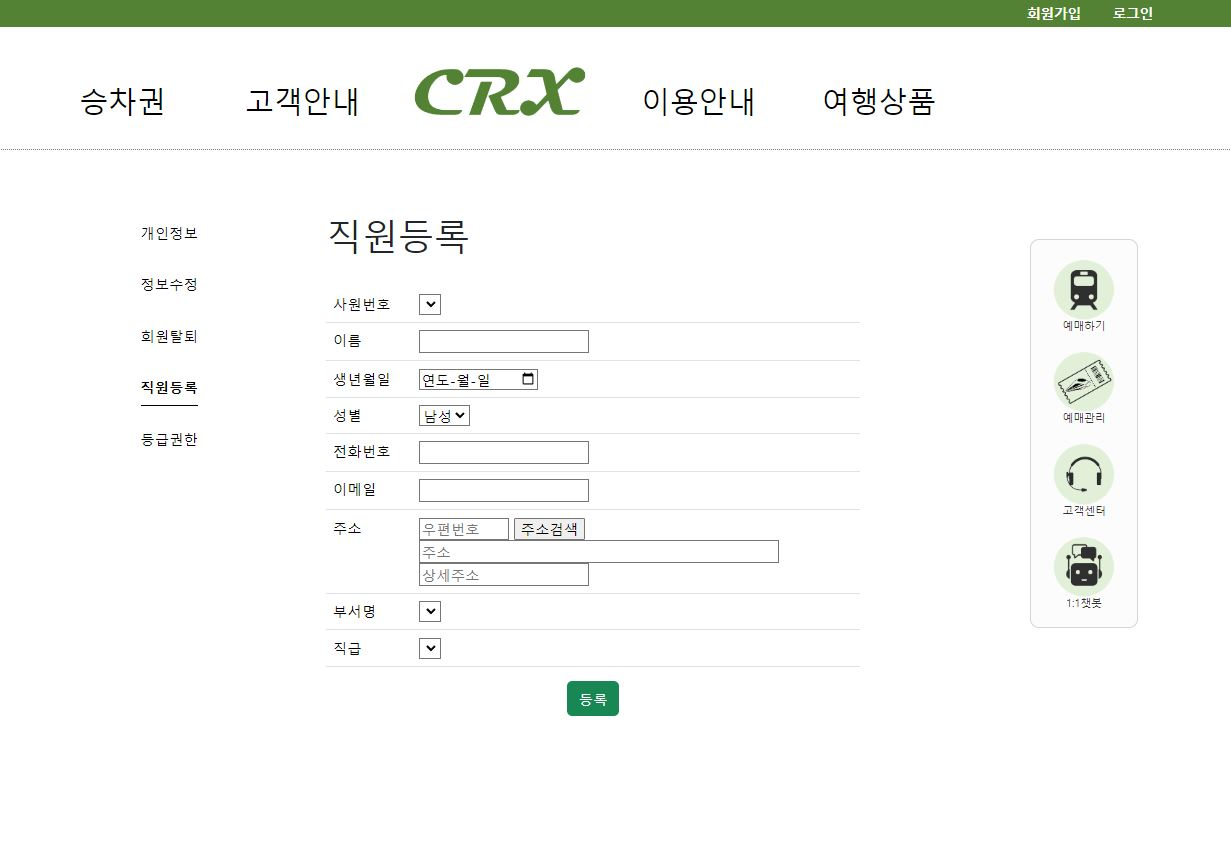 회원가입 로그인
승차권 고객안내 CRX 이용안내 여행상품
개인정보
정보수정
회원탈퇴
직원등록
등급권한
직원등록
사원번호
이름
생년월일 연도-월-일
성별 남성
전화번호
이메일
주소 우편번호 주소검색
주소
상세주소
부서명
직급
등록
예매하기
예매관리
고객센터
1:1챗봇